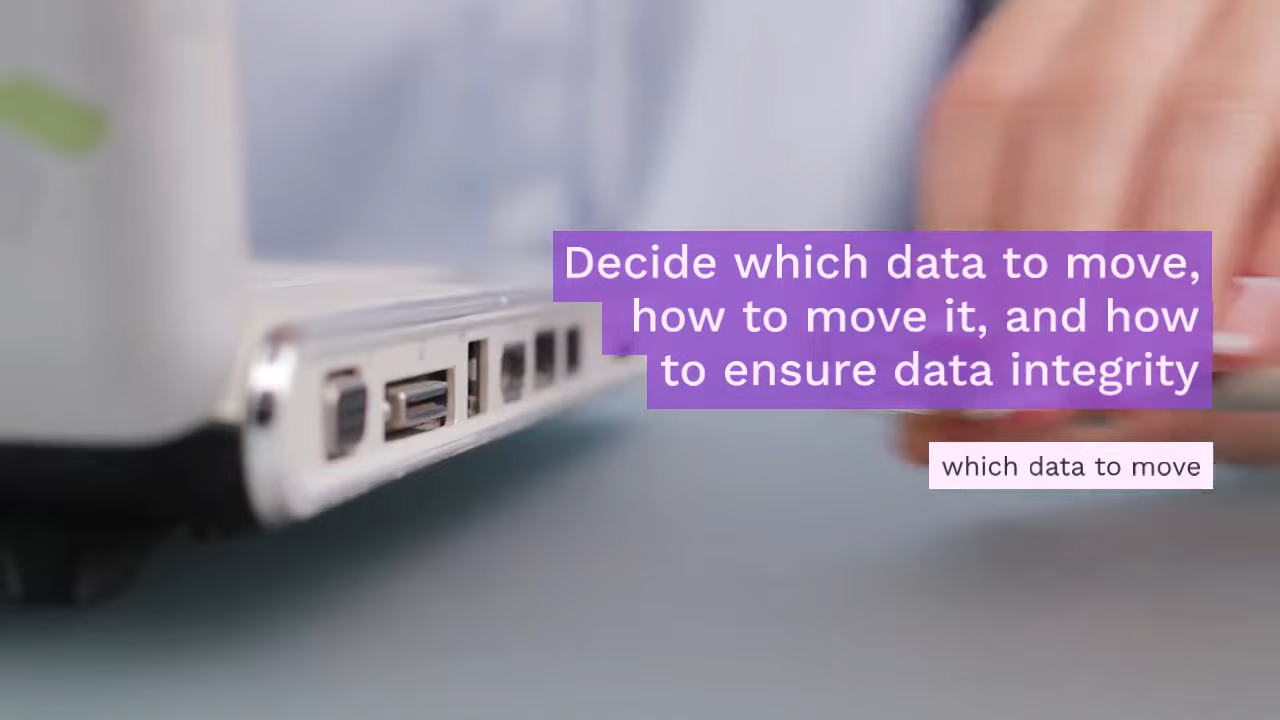 Decide which data to move,
how to move it, and how
to ensure data integrity
which data to move